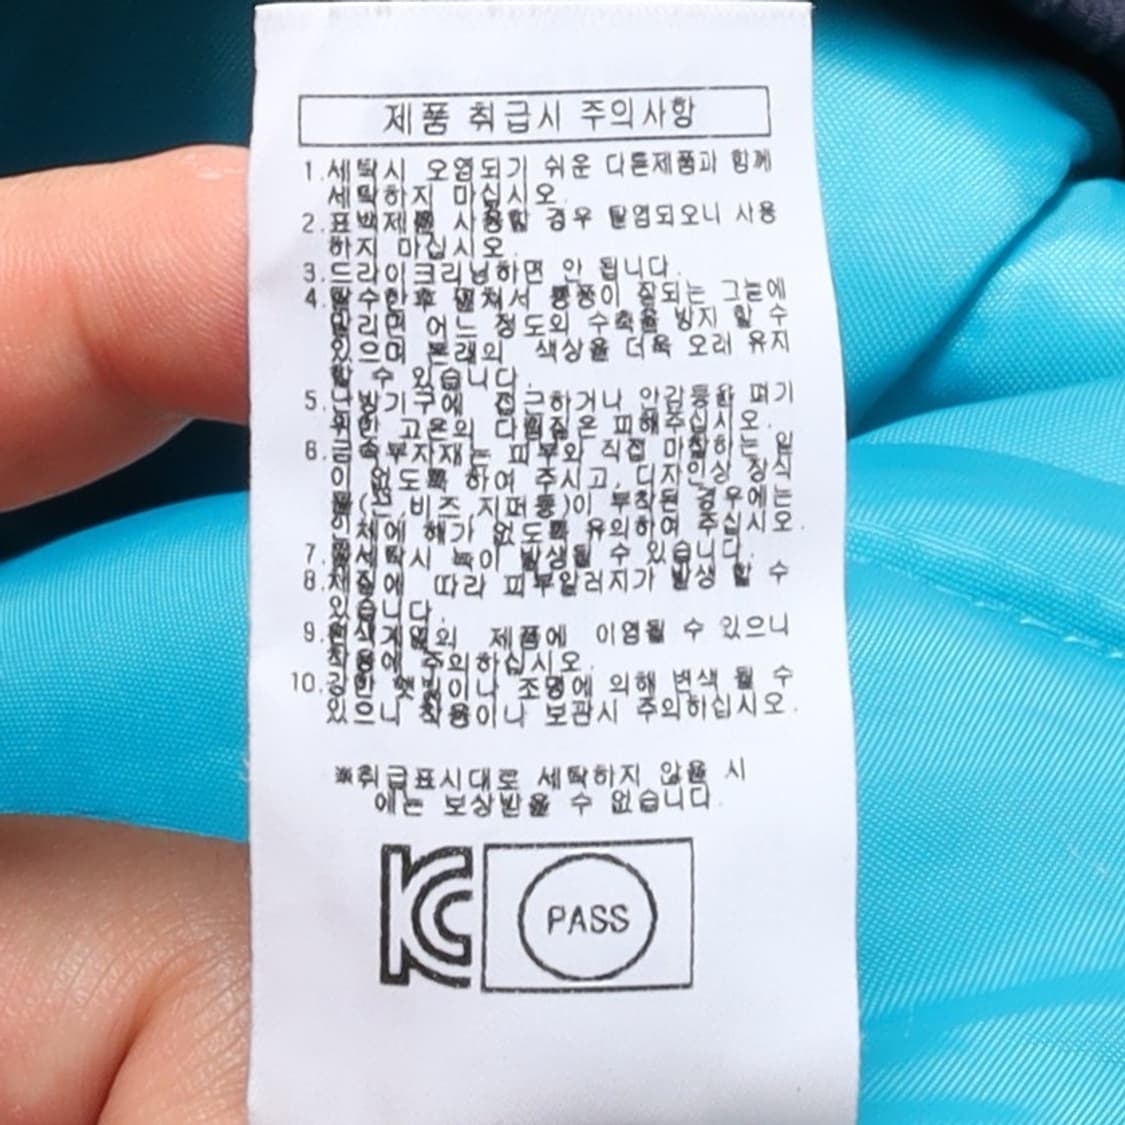 제품 취급시 주의사항
1.세탁시 오염되기 쉬운 다른제품과 함께
세탁하지 마십시오.
2.표백제를 사용할 경우 탈염되오니 사용
하지 마십시오.
3.드라이크리닝하면 안 됩니다.
4.탈수한후 펼쳐서 통풍이 잘되는 그늘에
말리면 어느 정도의 수축을 방지 할 수
있으며 본래의 색상을 더욱 오래 유지
할 수 있습니다.
5.난방기구에 접근하거나 안감등을 펴기
위한 고온의 다림질은 피해주십시오.
6.금속부자재는 피부와 직접 마찰하는 일
이 없도록 하여 주시고, 디자인상 장식
물(끈,비즈,지퍼등)이 부착된 경우에는
인체에 해가 없도록 유의하여 주십시오.
7.물세탁시 녹이 발생될 수 있습니다.
8.체질에 따라 피부알러지가 발생 할 수
있습니다.
9.흰색계열의 제품에 이염될 수 있으니
착용에 주의하십시오.
10.강한 햇빛이나 조명에 의해 변색 될 수
있으니 착용이나 보관시 주의하십시오.
※취급표시대로 세탁하지 않을 시
에는 보상받을 수 없습니다.
KC PASS